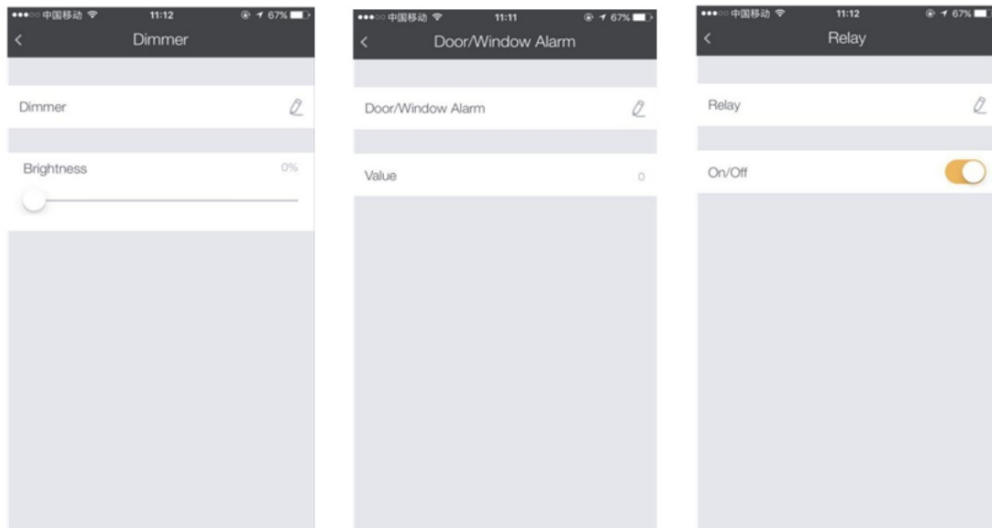 中国移动 11:12 67%
Dimmer
Dimmer
Brightness 0%
中国移动 11:11 67%
Door/Window Alarm
Door/Window Alarm
Value 0
中国移动 11:12 67%
Relay
Relay
On/Off